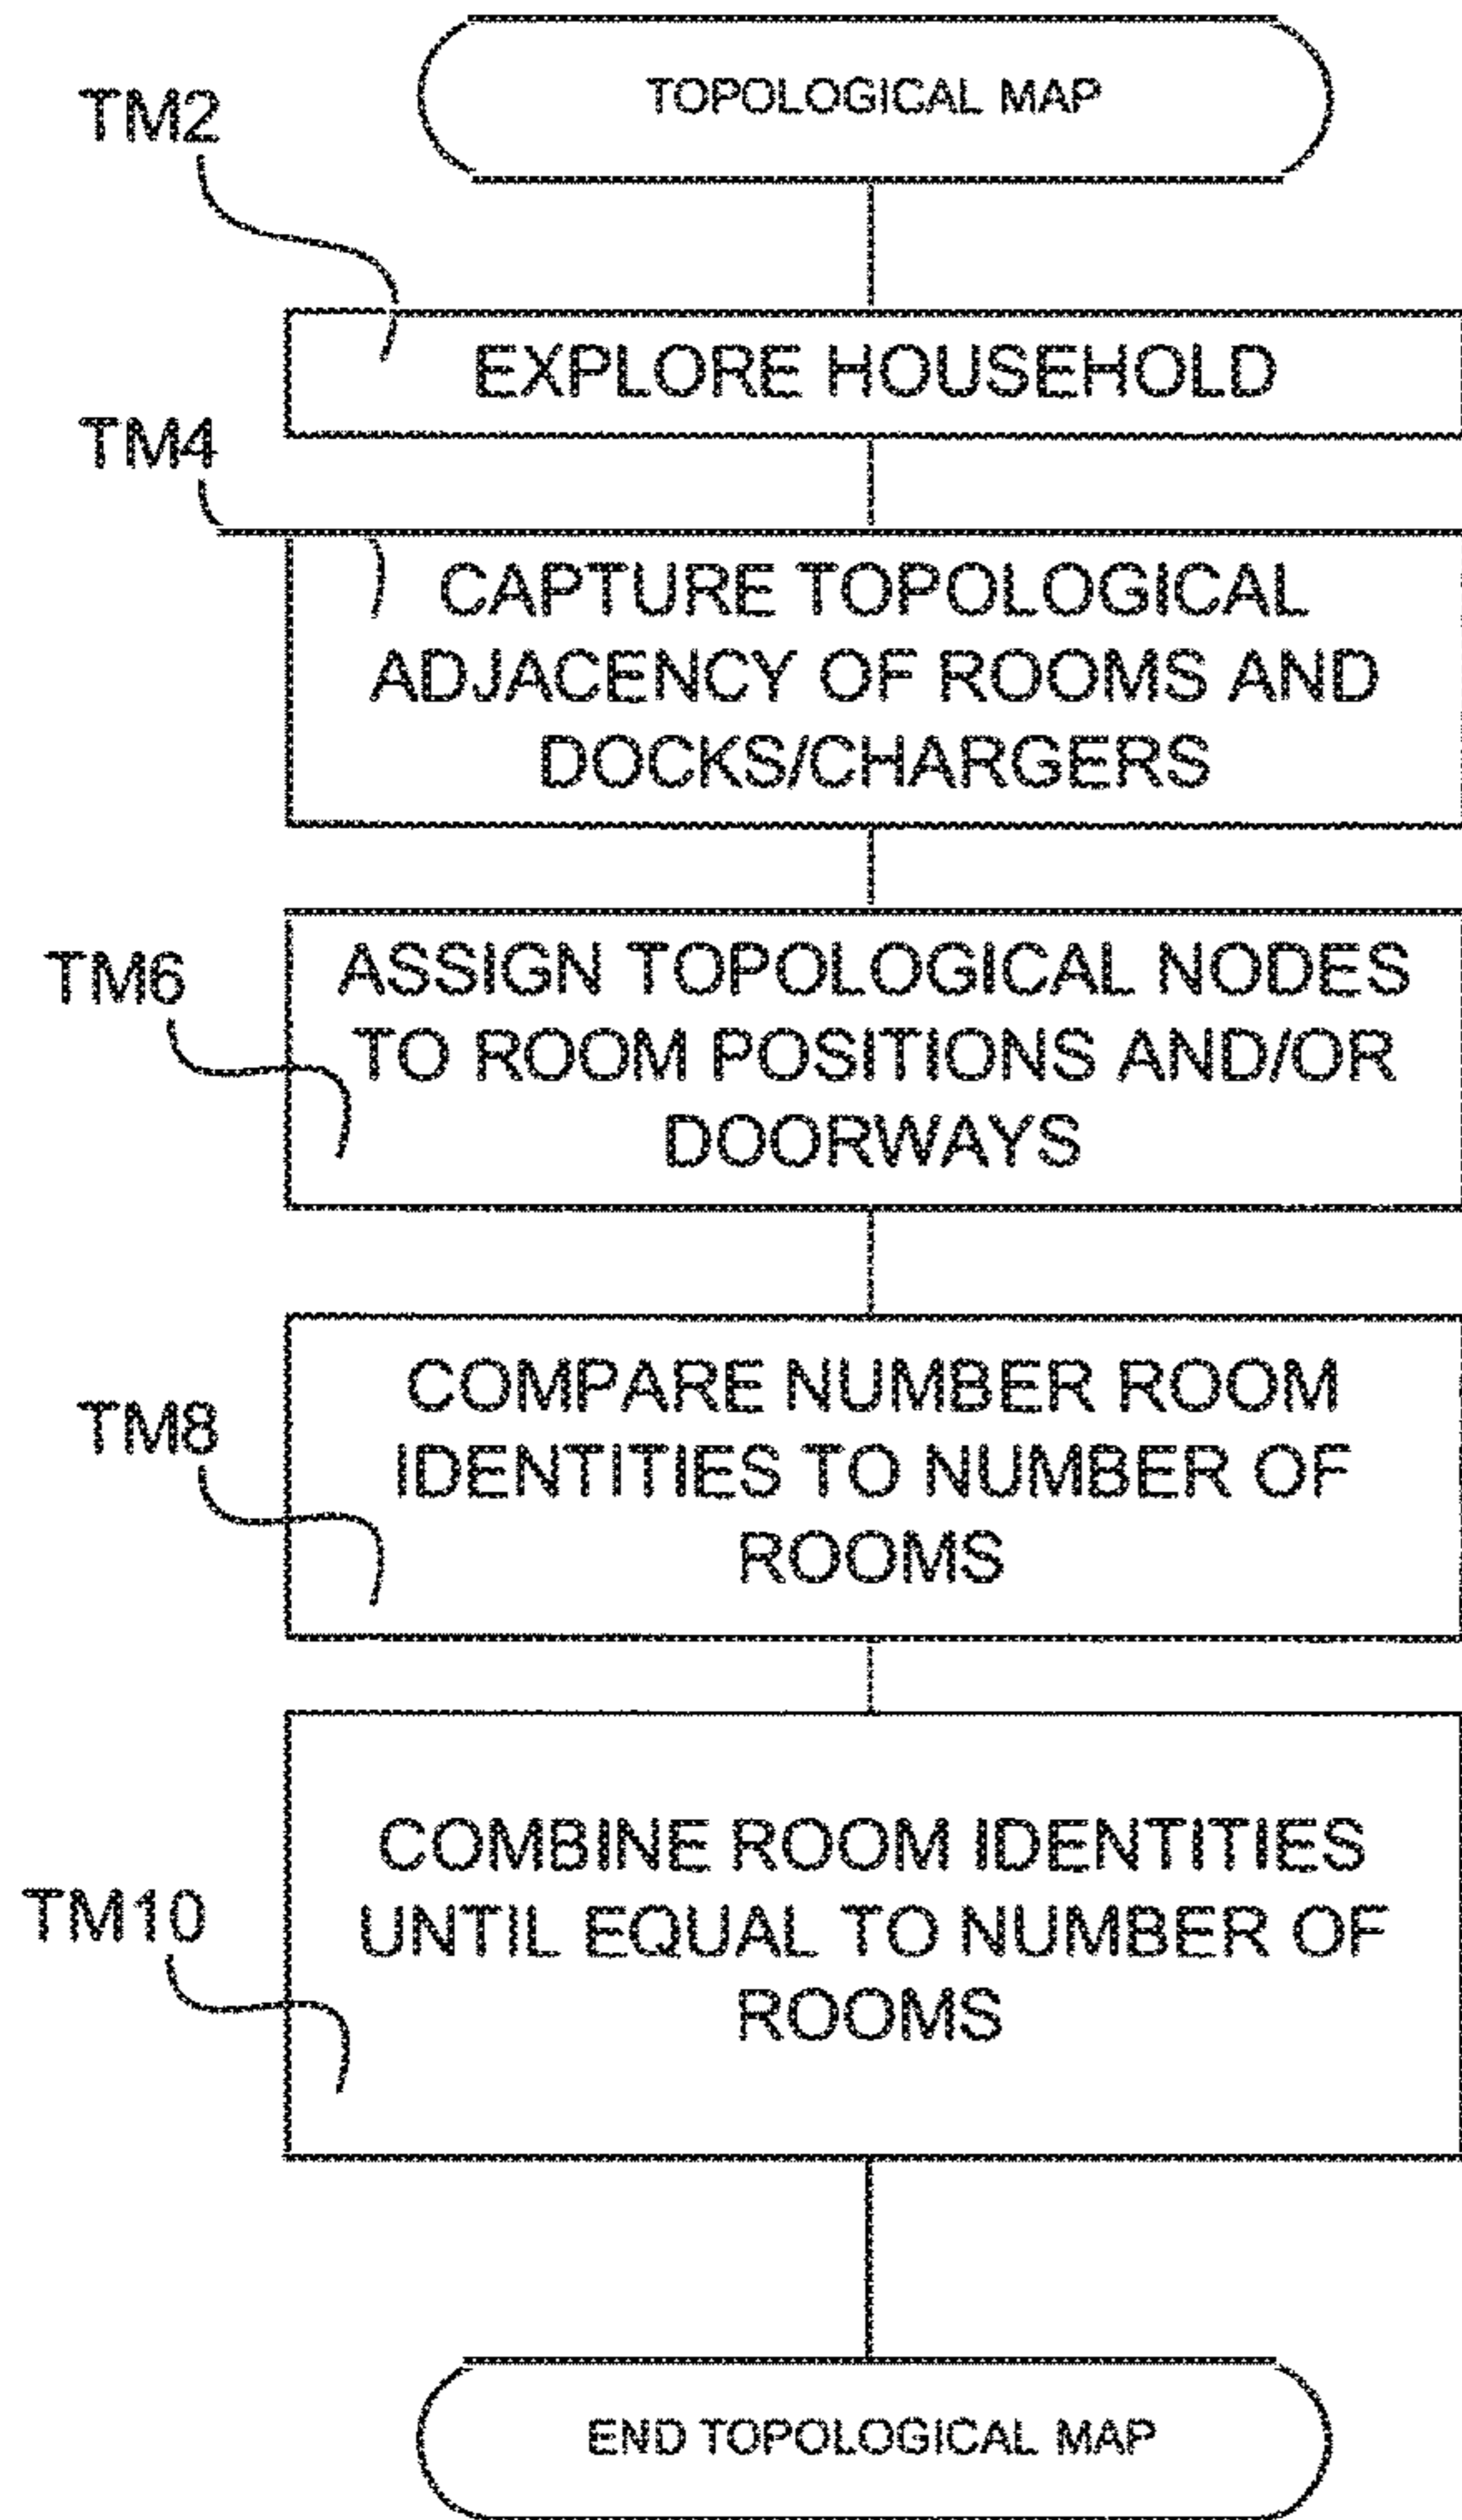 TOPOLOGICAL MAP
TM2
EXPLORE HOUSEHOLD
TM4
CAPTURE TOPOLOGICAL
ADJACENCY OF ROOMS AND
DOCKS/CHARGERS
TM6
ASSIGN TOPOLOGICAL NODES
TO ROOM POSITIONS AND/OR
DOORWAYS
TM8
COMPARE NUMBER ROOM
IDENTITIES TO NUMBER OF
ROOMS
TM10
COMBINE ROOM IDENTITIES
UNTIL EQUAL TO NUMBER OF
ROOMS
END TOPOLOGICAL MAP